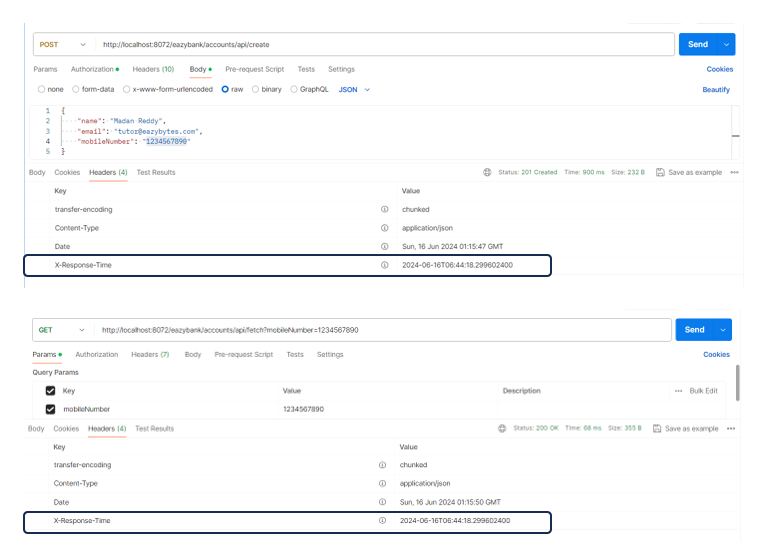 POST http://localhost:8072/eazybank/accounts/api/create Send
Params Authorization Headers (10) Body Pre-request Script Tests Settings Cookies
none form-data x-www-form-urlencoded raw binary GraphQL JSON Beautify
1 {
2 "name": "Madan Reddy",
3 "email": "tutor@eazybytes.com",
4 "mobileNumber": "1234567890"
5 }
Body Cookies Headers (4) Test Results Status: 201 Created Time: 900 ms Size: 232 B Save as example
Key Value
transfer-encoding chunked
Content-Type application/json
Date Sun, 16 Jun 2024 01:15:47 GMT
X-Response-Time 2024-06-16T06:44:18.299602400
GET http://localhost:8072/eazybank/accounts/api/fetch?mobileNumber=1234567890 Send
Params Authorization Headers (7) Body Pre-request Script Tests Settings Cookies
Query Params
Key Value Description Bulk Edit
mobileNumber 1234567890
Body Cookies Headers (4) Test Results Status: 200 OK Time: 68 ms Size: 355 B Save as example
Key Value
transfer-encoding chunked
Content-Type application/json
Date Sun, 16 Jun 2024 01:15:50 GMT
X-Response-Time 2024-06-16T06:44:18.299602400